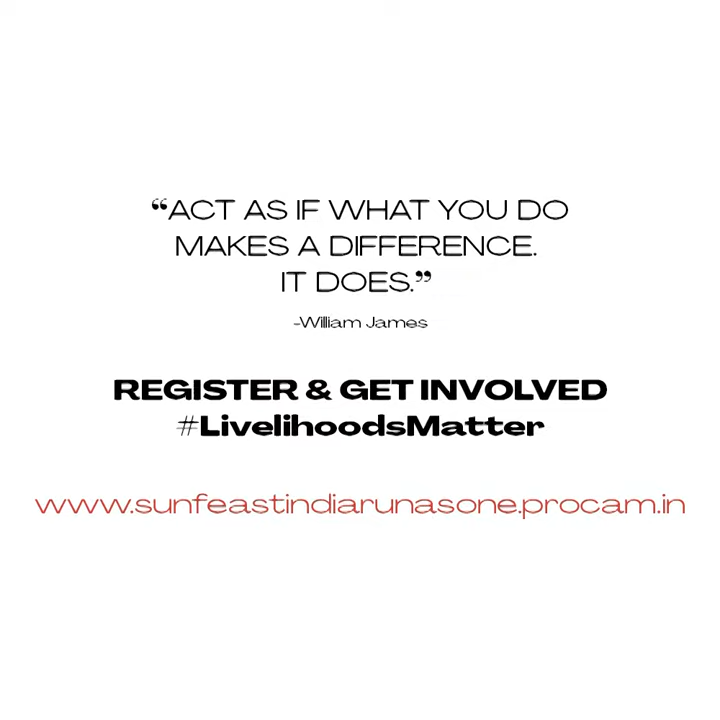 “ACT AS IF WHAT YOU DO
MAKES A DIFFERENCE.
IT DOES.”
-William James
REGISTER & GET INVOLVED
#LivelihoodsMatter
www.sunfeastindiarunasone.procam.in